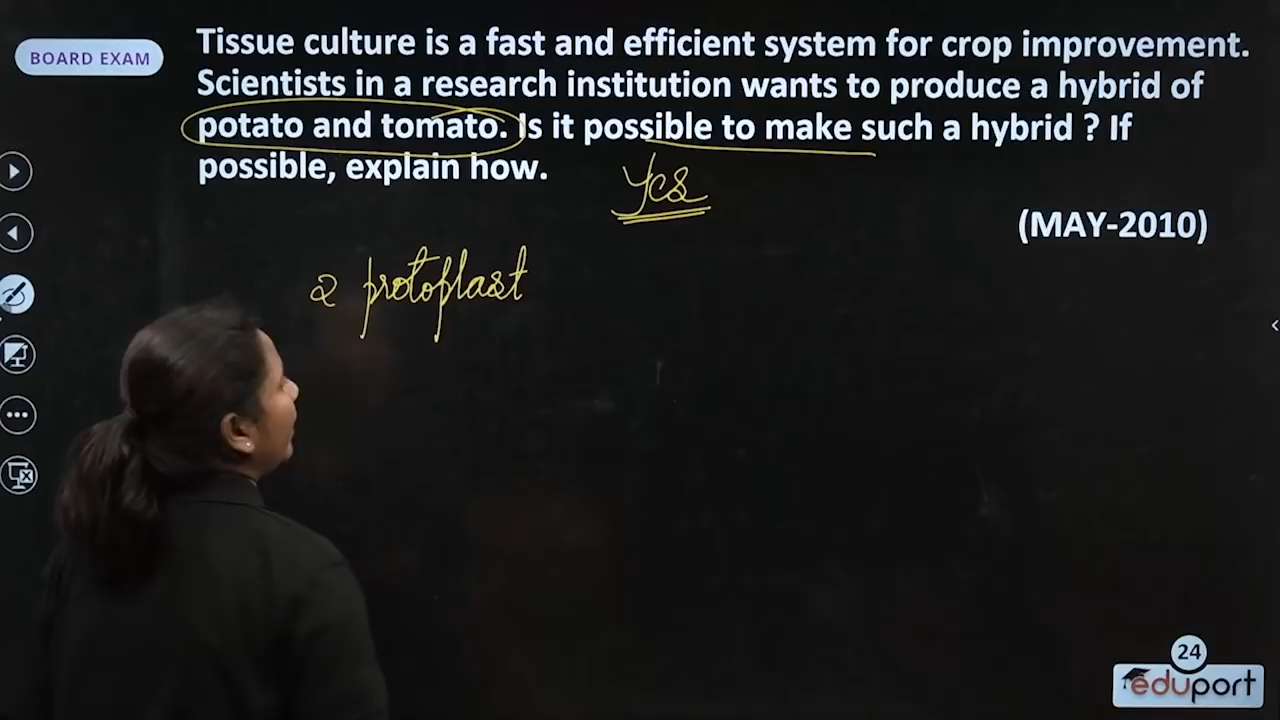 BOARD EXAM
Tissue culture is a fast and efficient system for crop improvement.
Scientists in a research institution wants to produce a hybrid of
potato and tomato. Is it possible to make such a hybrid ? If
possible, explain how.
Yes
(MAY-2010)
2 protoplast
24
eduport